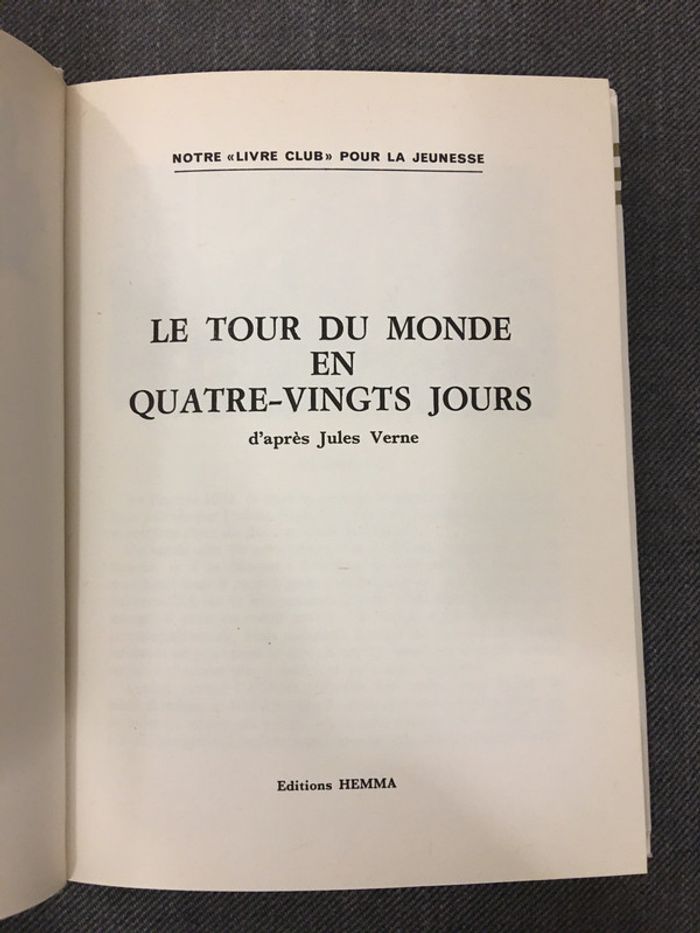 NOTRE «LIVRE CLUB» POUR LA JEUNESSE
LE TOUR DU MONDE
EN
QUATRE-VINGTS JOURS
d'après Jules Verne
Editions HEMMA